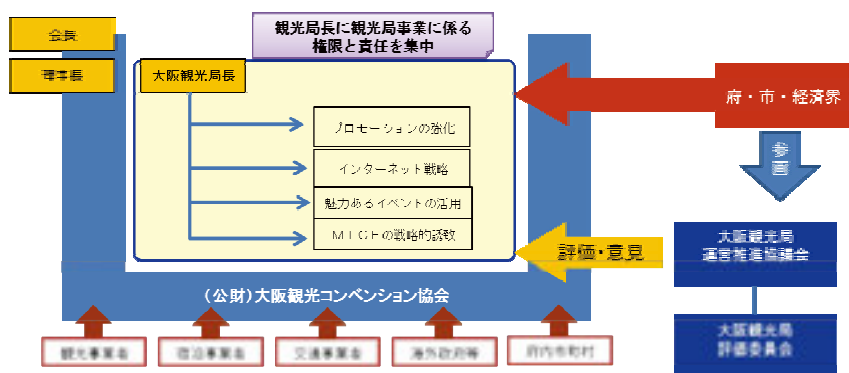 観光局長に観光局事業に係る
権限と責任を集中
会長
理事長
大阪観光局長
プロモーションの強化
インターネット戦略
魅力あるイベントの活用
MICEの戦略的誘致
府・市・経済界
参画
評価・意見
大阪観光局
運営推進協議会
大阪観光局
評価委員会
(公財)大阪観光コンベンション協会
観光事業者
宿泊事業者
交通事業者
海外政府等
府内市町村